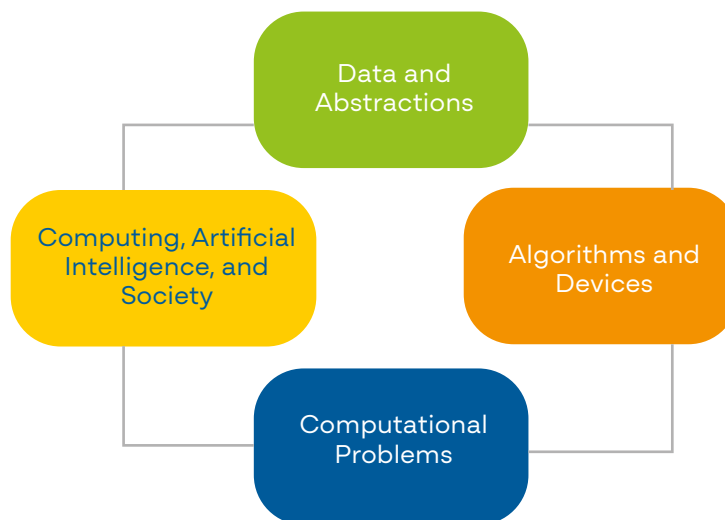 Data and
Abstractions
Computing, Artificial
Intelligence, and
Society
Algorithms and
Devices
Computational
Problems